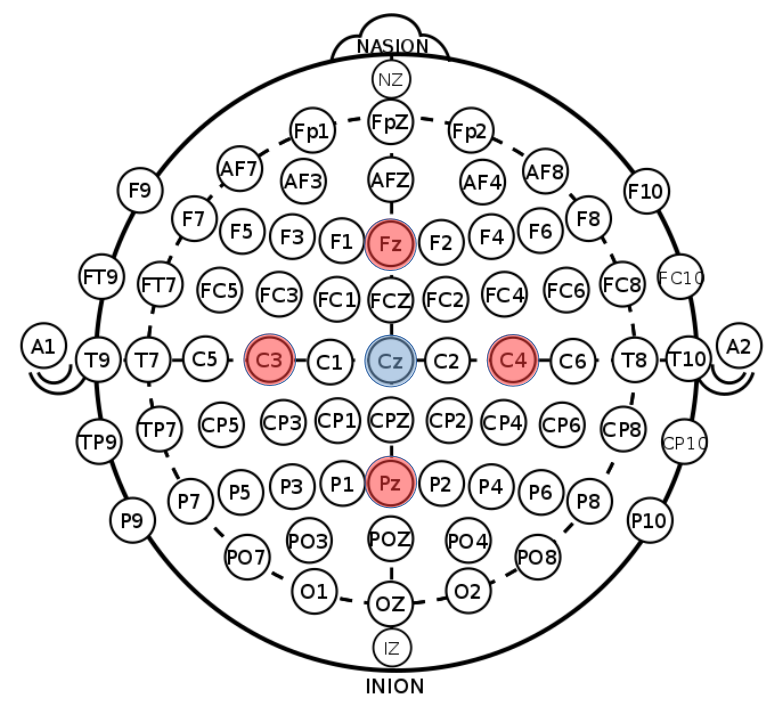 NASION
NZ
Fp1 FpZ Fp2
AF7 AF3 AFZ AF4 AF8
F9 F10
F7 F5 F3 F1 Fz F2 F4 F6 F8
FT9 FT7 FC5 FC3 FC1 FCZ FC2 FC4 FC6 FC8 FC10
A1 T9 T7 C5 C3 C1 Cz C2 C4 C6 T8 T10 A2
TP9 TP7 CP5 CP3 CP1 CPZ CP2 CP4 CP6 CP8 CP10
P7 P5 P3 P1 Pz P2 P4 P6 P8
P9 P10
PO7 PO3 POZ PO4 PO8
O1 OZ O2
IZ
INION